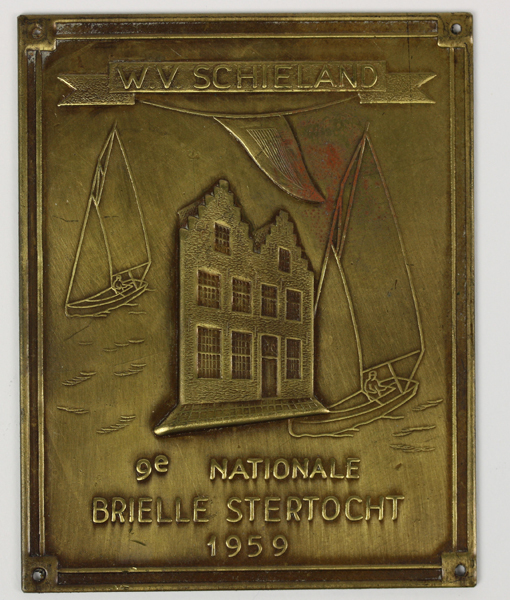 W.V. SCHIELAND
9e NATIONALE
BRIELLE STERTOCHT
1959